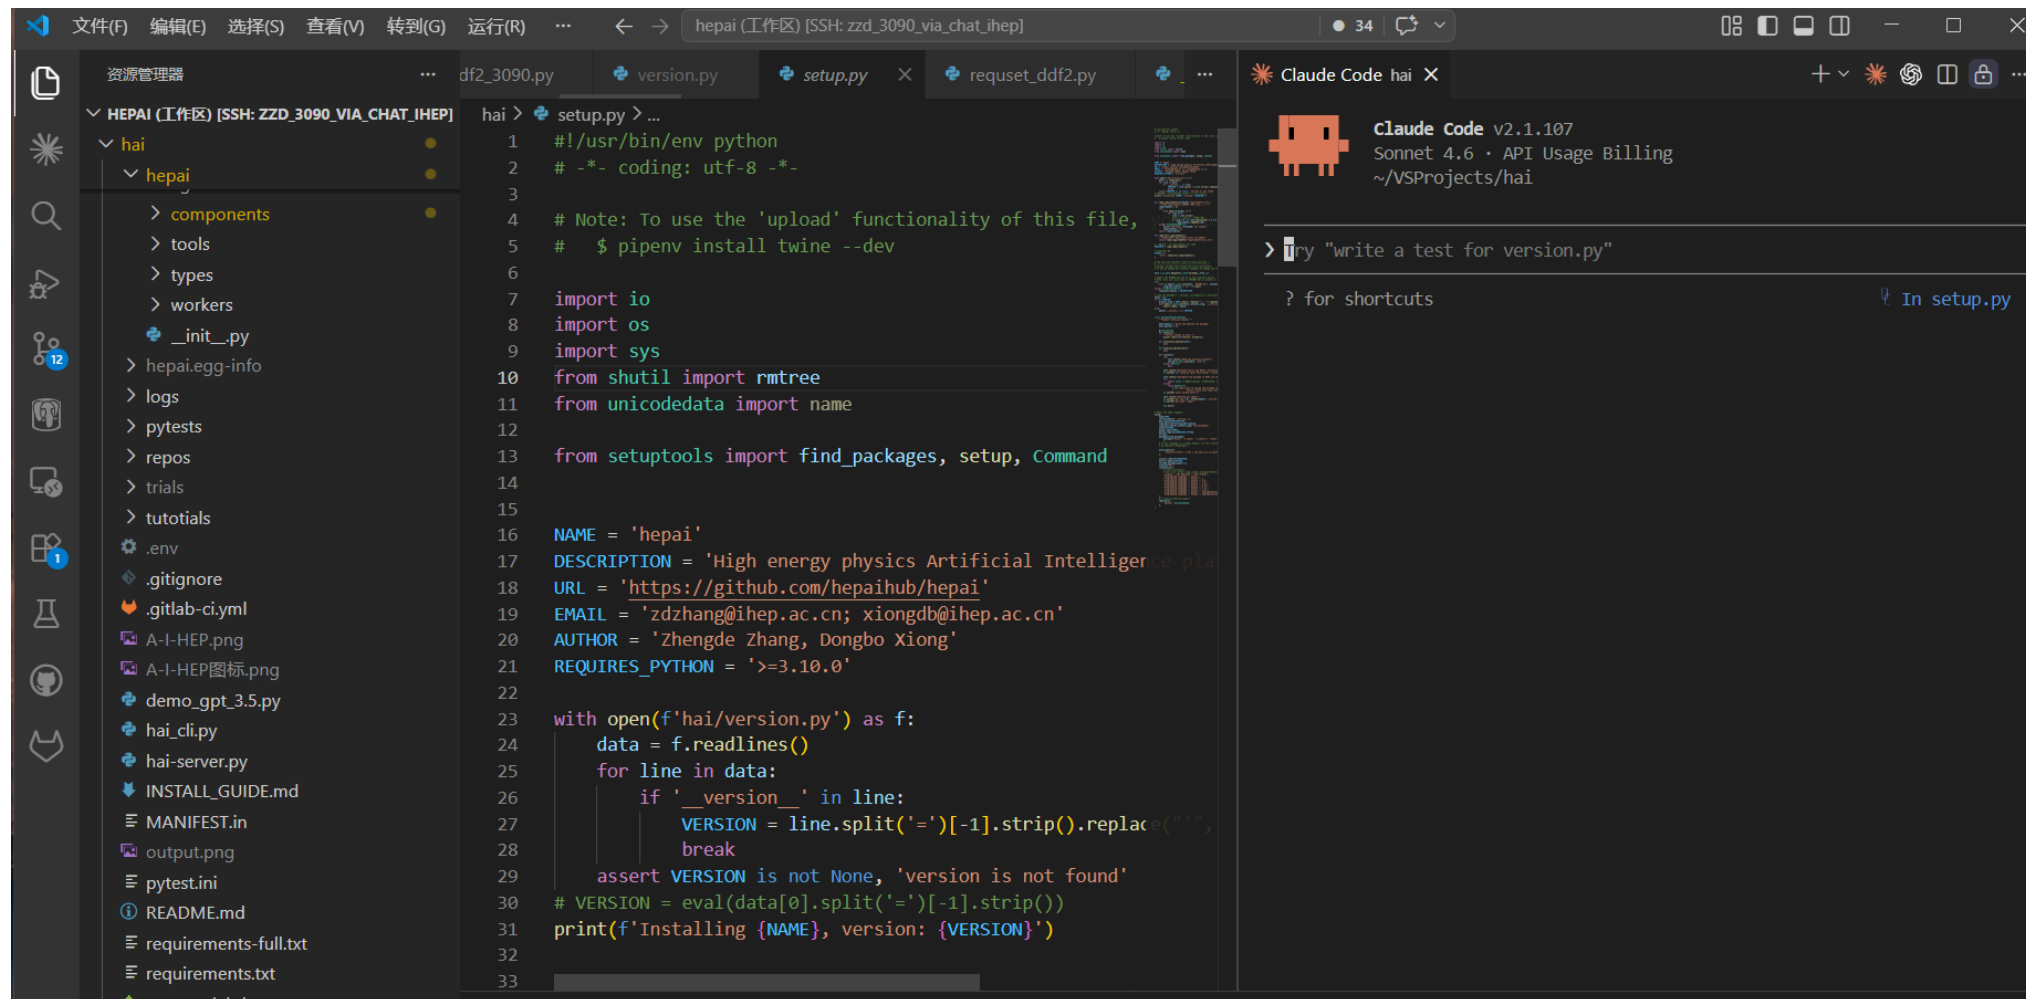 文件(F) 编辑(E) 选择(S) 查看(V) 转到(G) 运行(R) ··· hepai (工作区) [SSH: zzd_3090_via_chat_ihep] 34
资源管理器 ···
HEPAI (工作区) [SSH: ZZD_3090_VIA_CHAT_IHEP]
hai
hepai
components
tools
types
workers
__init__.py
hepai.egg-info
logs
pytests
repos
trials
tutotials
.env
.gitignore
.gitlab-ci.yml
A-I-HEP.png
A-I-HEP图标.png
demo_gpt_3.5.py
hai_cli.py
hai-server.py
INSTALL_GUIDE.md
MANIFEST.in
output.png
pytest.ini
README.md
requirements-full.txt
requirements.txt
12
1
df2_3090.py version.py setup.py requset_ddf2.py ···
hai > setup.py > ...
1 #!/usr/bin/env python
2 # -*- coding: utf-8 -*-
3
4 # Note: To use the 'upload' functionality of this file,
5 #   $ pipenv install twine --dev
6
7 import io
8 import os
9 import sys
10 from shutil import rmtree
11 from unicodedata import name
12
13 from setuptools import find_packages, setup, Command
14
15
16 NAME = 'hepai'
17 DESCRIPTION = 'High energy physics Artificial Intelligence pla
18 URL = 'https://github.com/hepaihub/hepai'
19 EMAIL = 'zdzhang@ihep.ac.cn; xiongdb@ihep.ac.cn'
20 AUTHOR = 'Zhengde Zhang, Dongbo Xiong'
21 REQUIRES_PYTHON = '>=3.10.0'
22
23 with open(f'hai/version.py') as f:
24     data = f.readlines()
25     for line in data:
26         if '__version__' in line:
27             VERSION = line.split('=')[-1].strip().replace("'",
28             break
29     assert VERSION is not None, 'version is not found'
30 # VERSION = eval(data[0].split('=')[-1].strip())
31 print(f'Installing {NAME}, version: {VERSION}')
32
33
Claude Code hai
Claude Code v2.1.107
Sonnet 4.6 · API Usage Billing
~/VSProjects/hai
❯ Try "write a test for version.py"
? for shortcuts
In setup.py